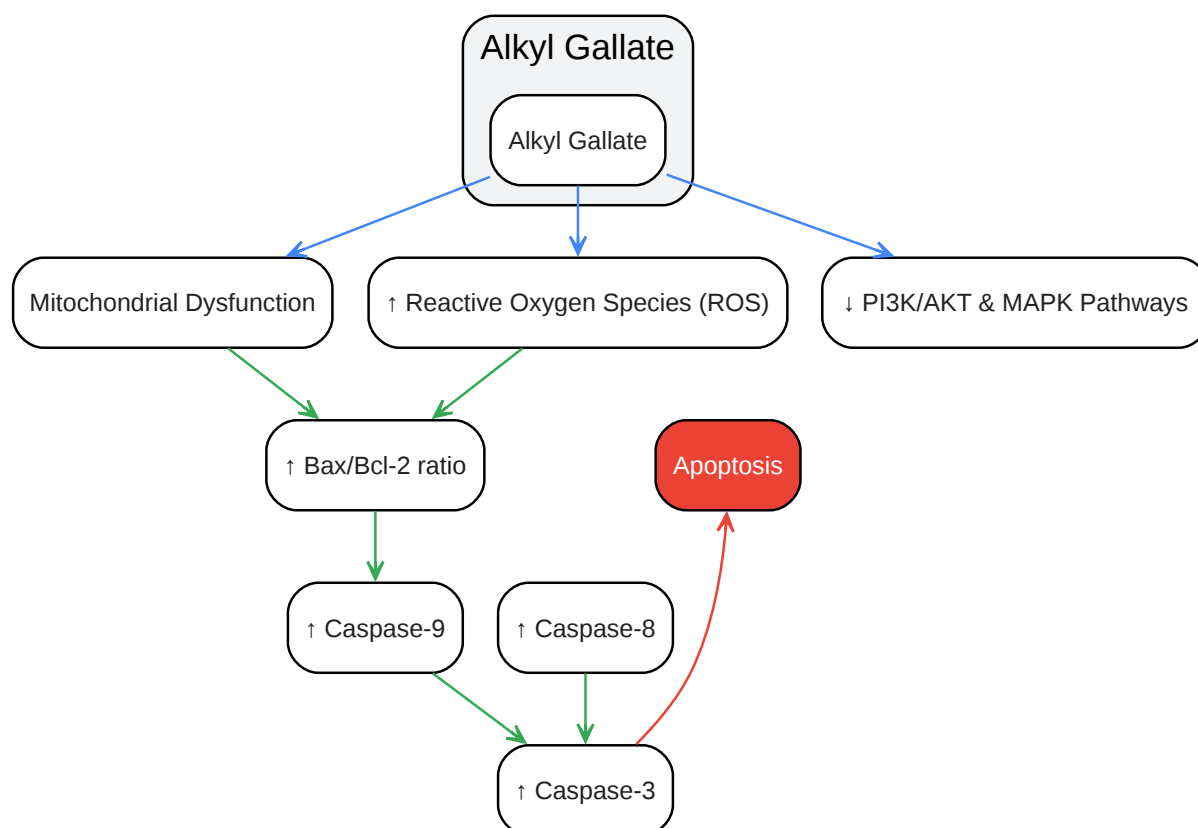 Alkyl Gallate
Alkyl Gallate
Mitochondrial Dysfunction
↑ Reactive Oxygen Species (ROS)
↓ PI3K/AKT & MAPK Pathways
↑ Bax/Bcl-2 ratio
Apoptosis
↑ Caspase-9
↑ Caspase-8
↑ Caspase-3